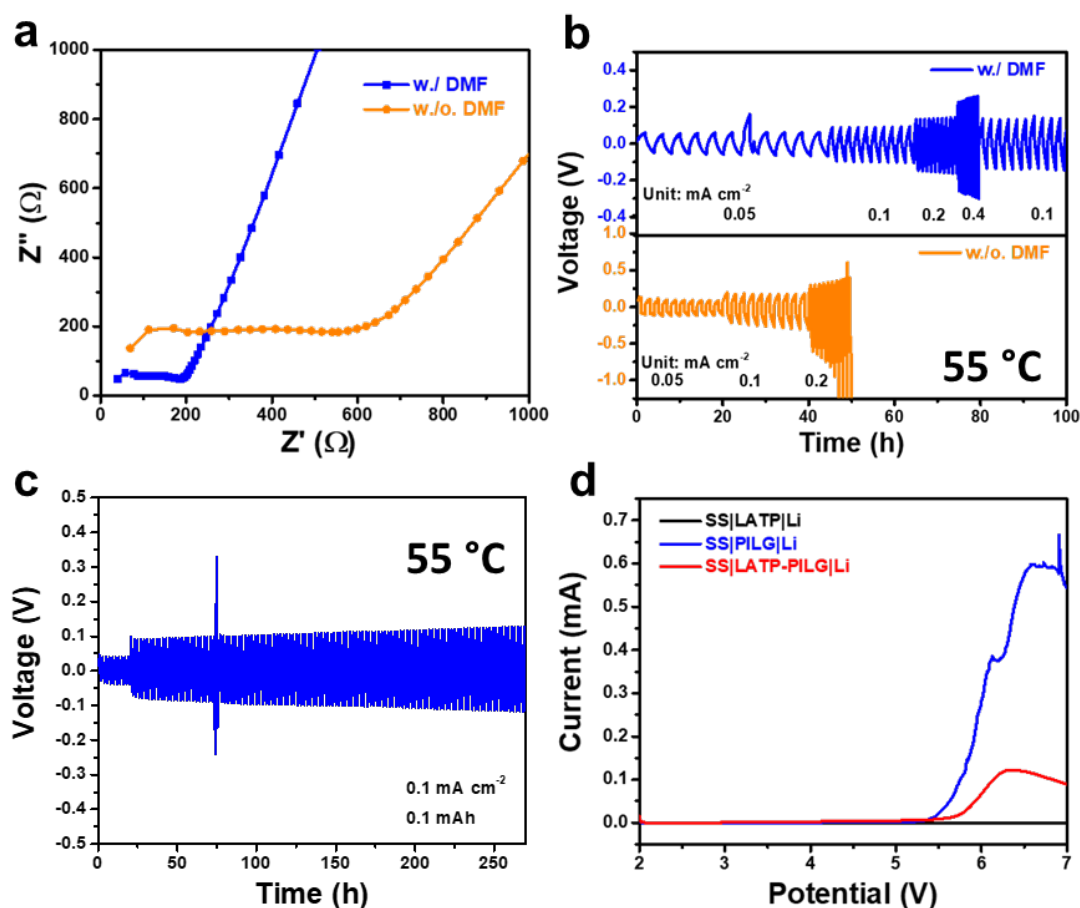 a
1000
800
600
400
200
0
Z'' (Ω)
w./ DMF
w./o. DMF
0 200 400 600 800 1000
Z' (Ω)
b
0.4
0.2
0.0
-0.2
-0.4
w./ DMF
Unit: mA cm⁻²
0.05 0.1 0.2 0.4 0.1
Voltage (V)
1.0
0.5
0.0
-0.5
-1.0
w./o. DMF
Unit: mA cm⁻²
0.05 0.1 0.2
55 °C
0 20 40 60 80 100
Time (h)
c
0.5
0.4
0.3
0.2
0.1
0.0
-0.1
-0.2
-0.3
-0.4
-0.5
Voltage (V)
55 °C
0.1 mA cm⁻²
0.1 mAh
0 50 100 150 200 250
Time (h)
d
0.7
0.6
0.5
0.4
0.3
0.2
0.1
0.0
Current (mA)
SS|LATP|Li
SS|PILG|Li
SS|LATP-PILG|Li
2 3 4 5 6 7
Potential (V)